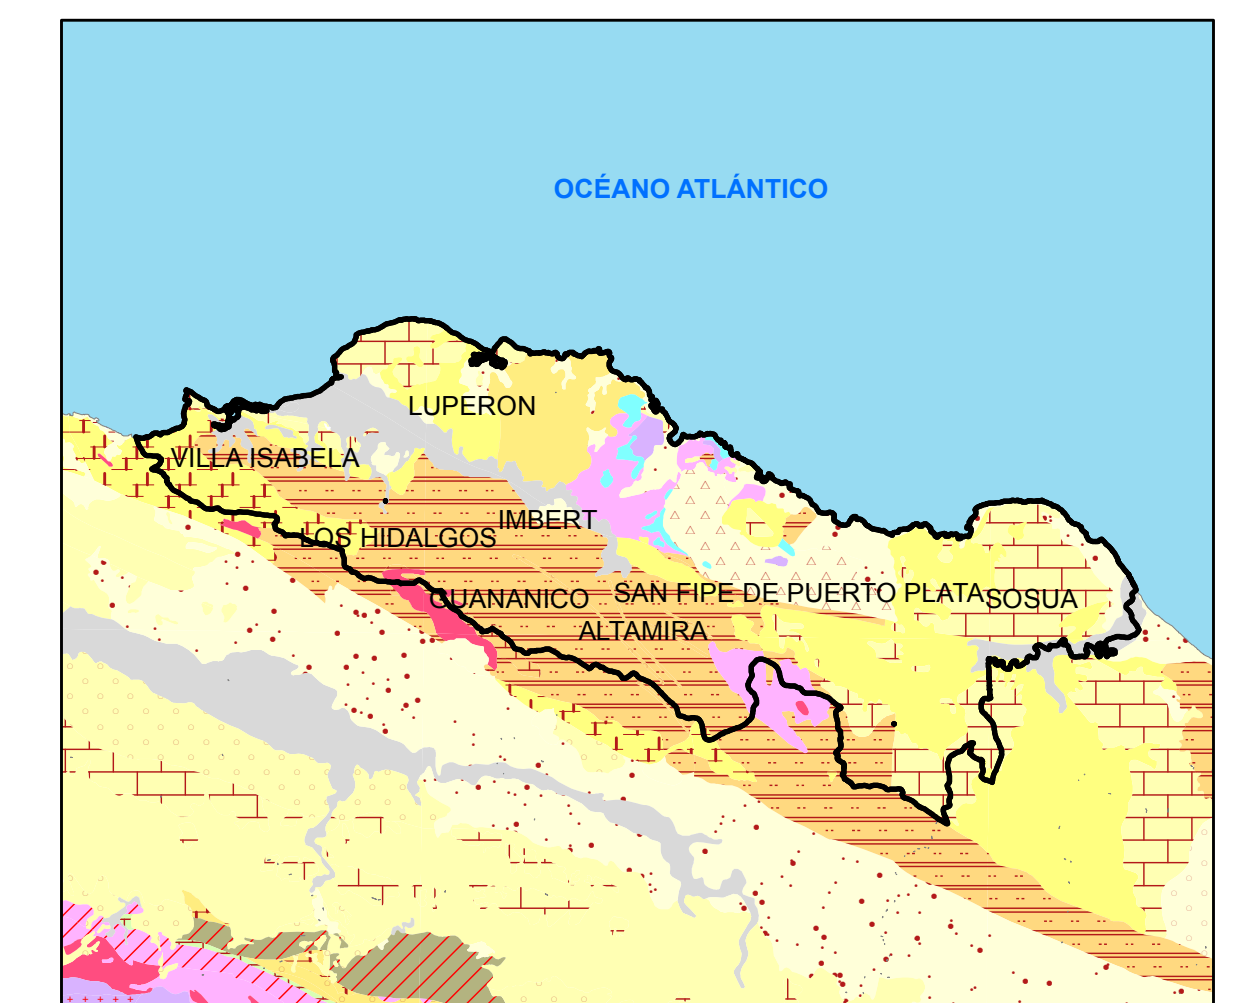 OCÉANO ATLÁNTICO
LUPERON
VILLA ISABELA
IMBERT
LOS HIDALGOS
GUANANICO
SAN FIPE DE PUERTO PLATA
SOSUA
ALTAMIRA